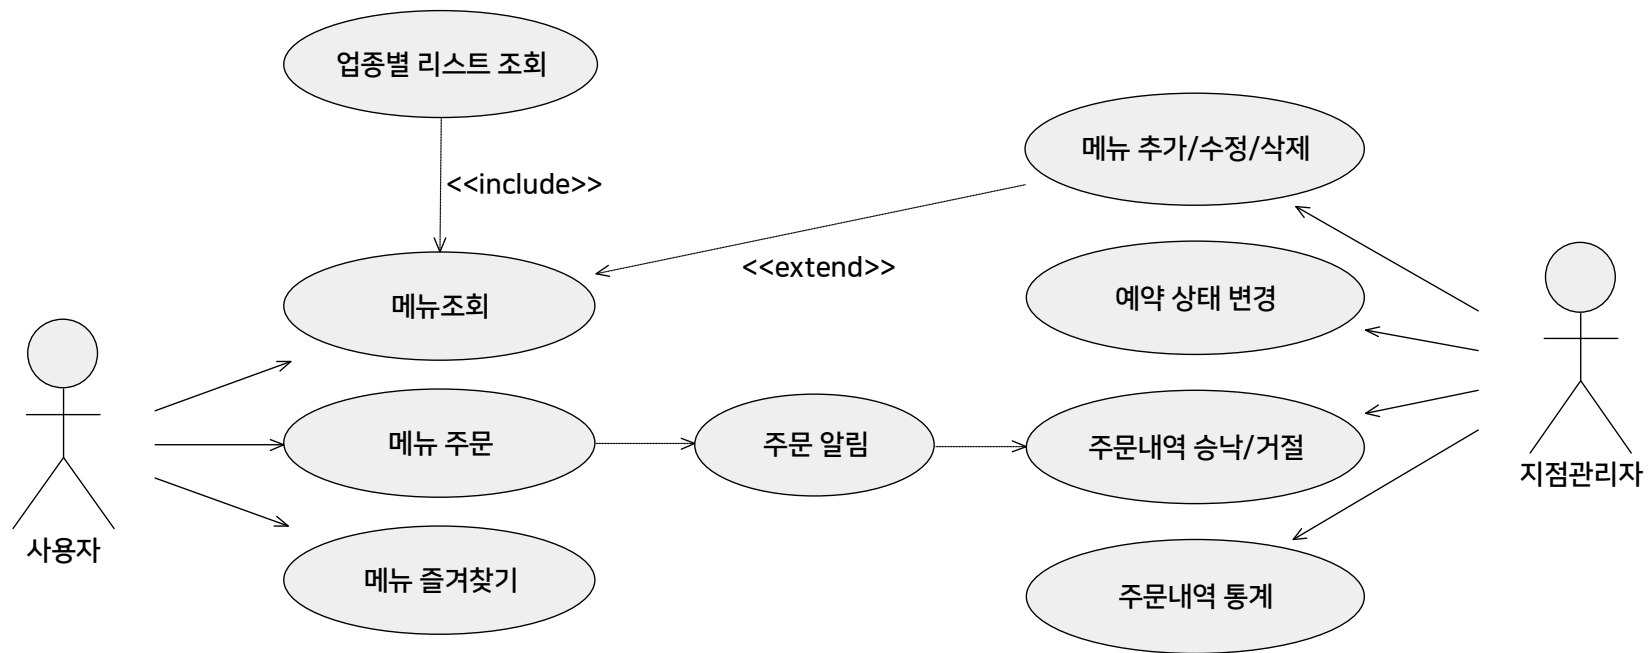 업종별 리스트 조회
메뉴 추가/수정/삭제
<<include>>
<<extend>>
메뉴조회
예약 상태 변경
메뉴 주문
주문 알림
주문내역 승낙/거절
지점관리자
사용자
메뉴 즐겨찾기
주문내역 통계